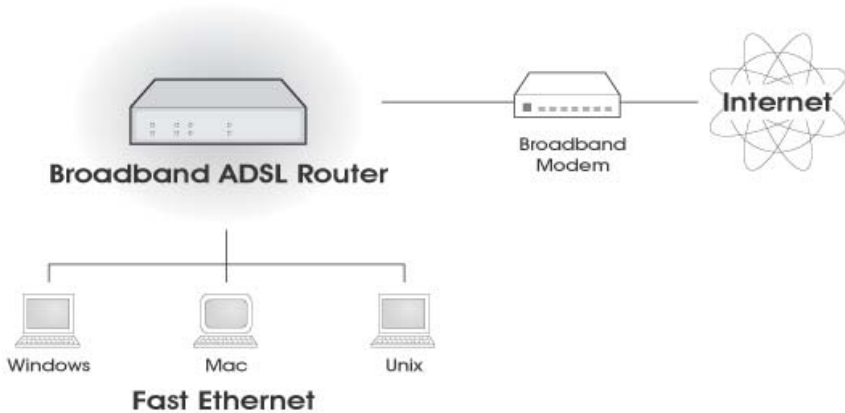 Internet
Broadband
Modem
Broadband ADSL Router
Windows
Mac
Unix
Fast Ethernet